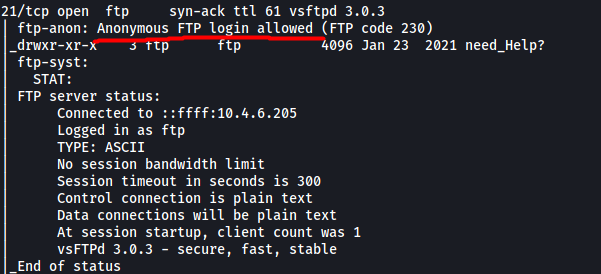 21/tcp open  ftp     syn-ack ttl 61 vsftpd 3.0.3
| ftp-anon: Anonymous FTP login allowed (FTP code 230)
|_drwxr-xr-x    3 ftp      ftp          4096 Jan 23  2021 need_Help?
| ftp-syst:
|   STAT:
| FTP server status:
|      Connected to ::ffff:10.4.6.205
|      Logged in as ftp
|      TYPE: ASCII
|      No session bandwidth limit
|      Session timeout in seconds is 300
|      Control connection is plain text
|      Data connections will be plain text
|      At session startup, client count was 1
|      vsFTPd 3.0.3 - secure, fast, stable
|_End of status